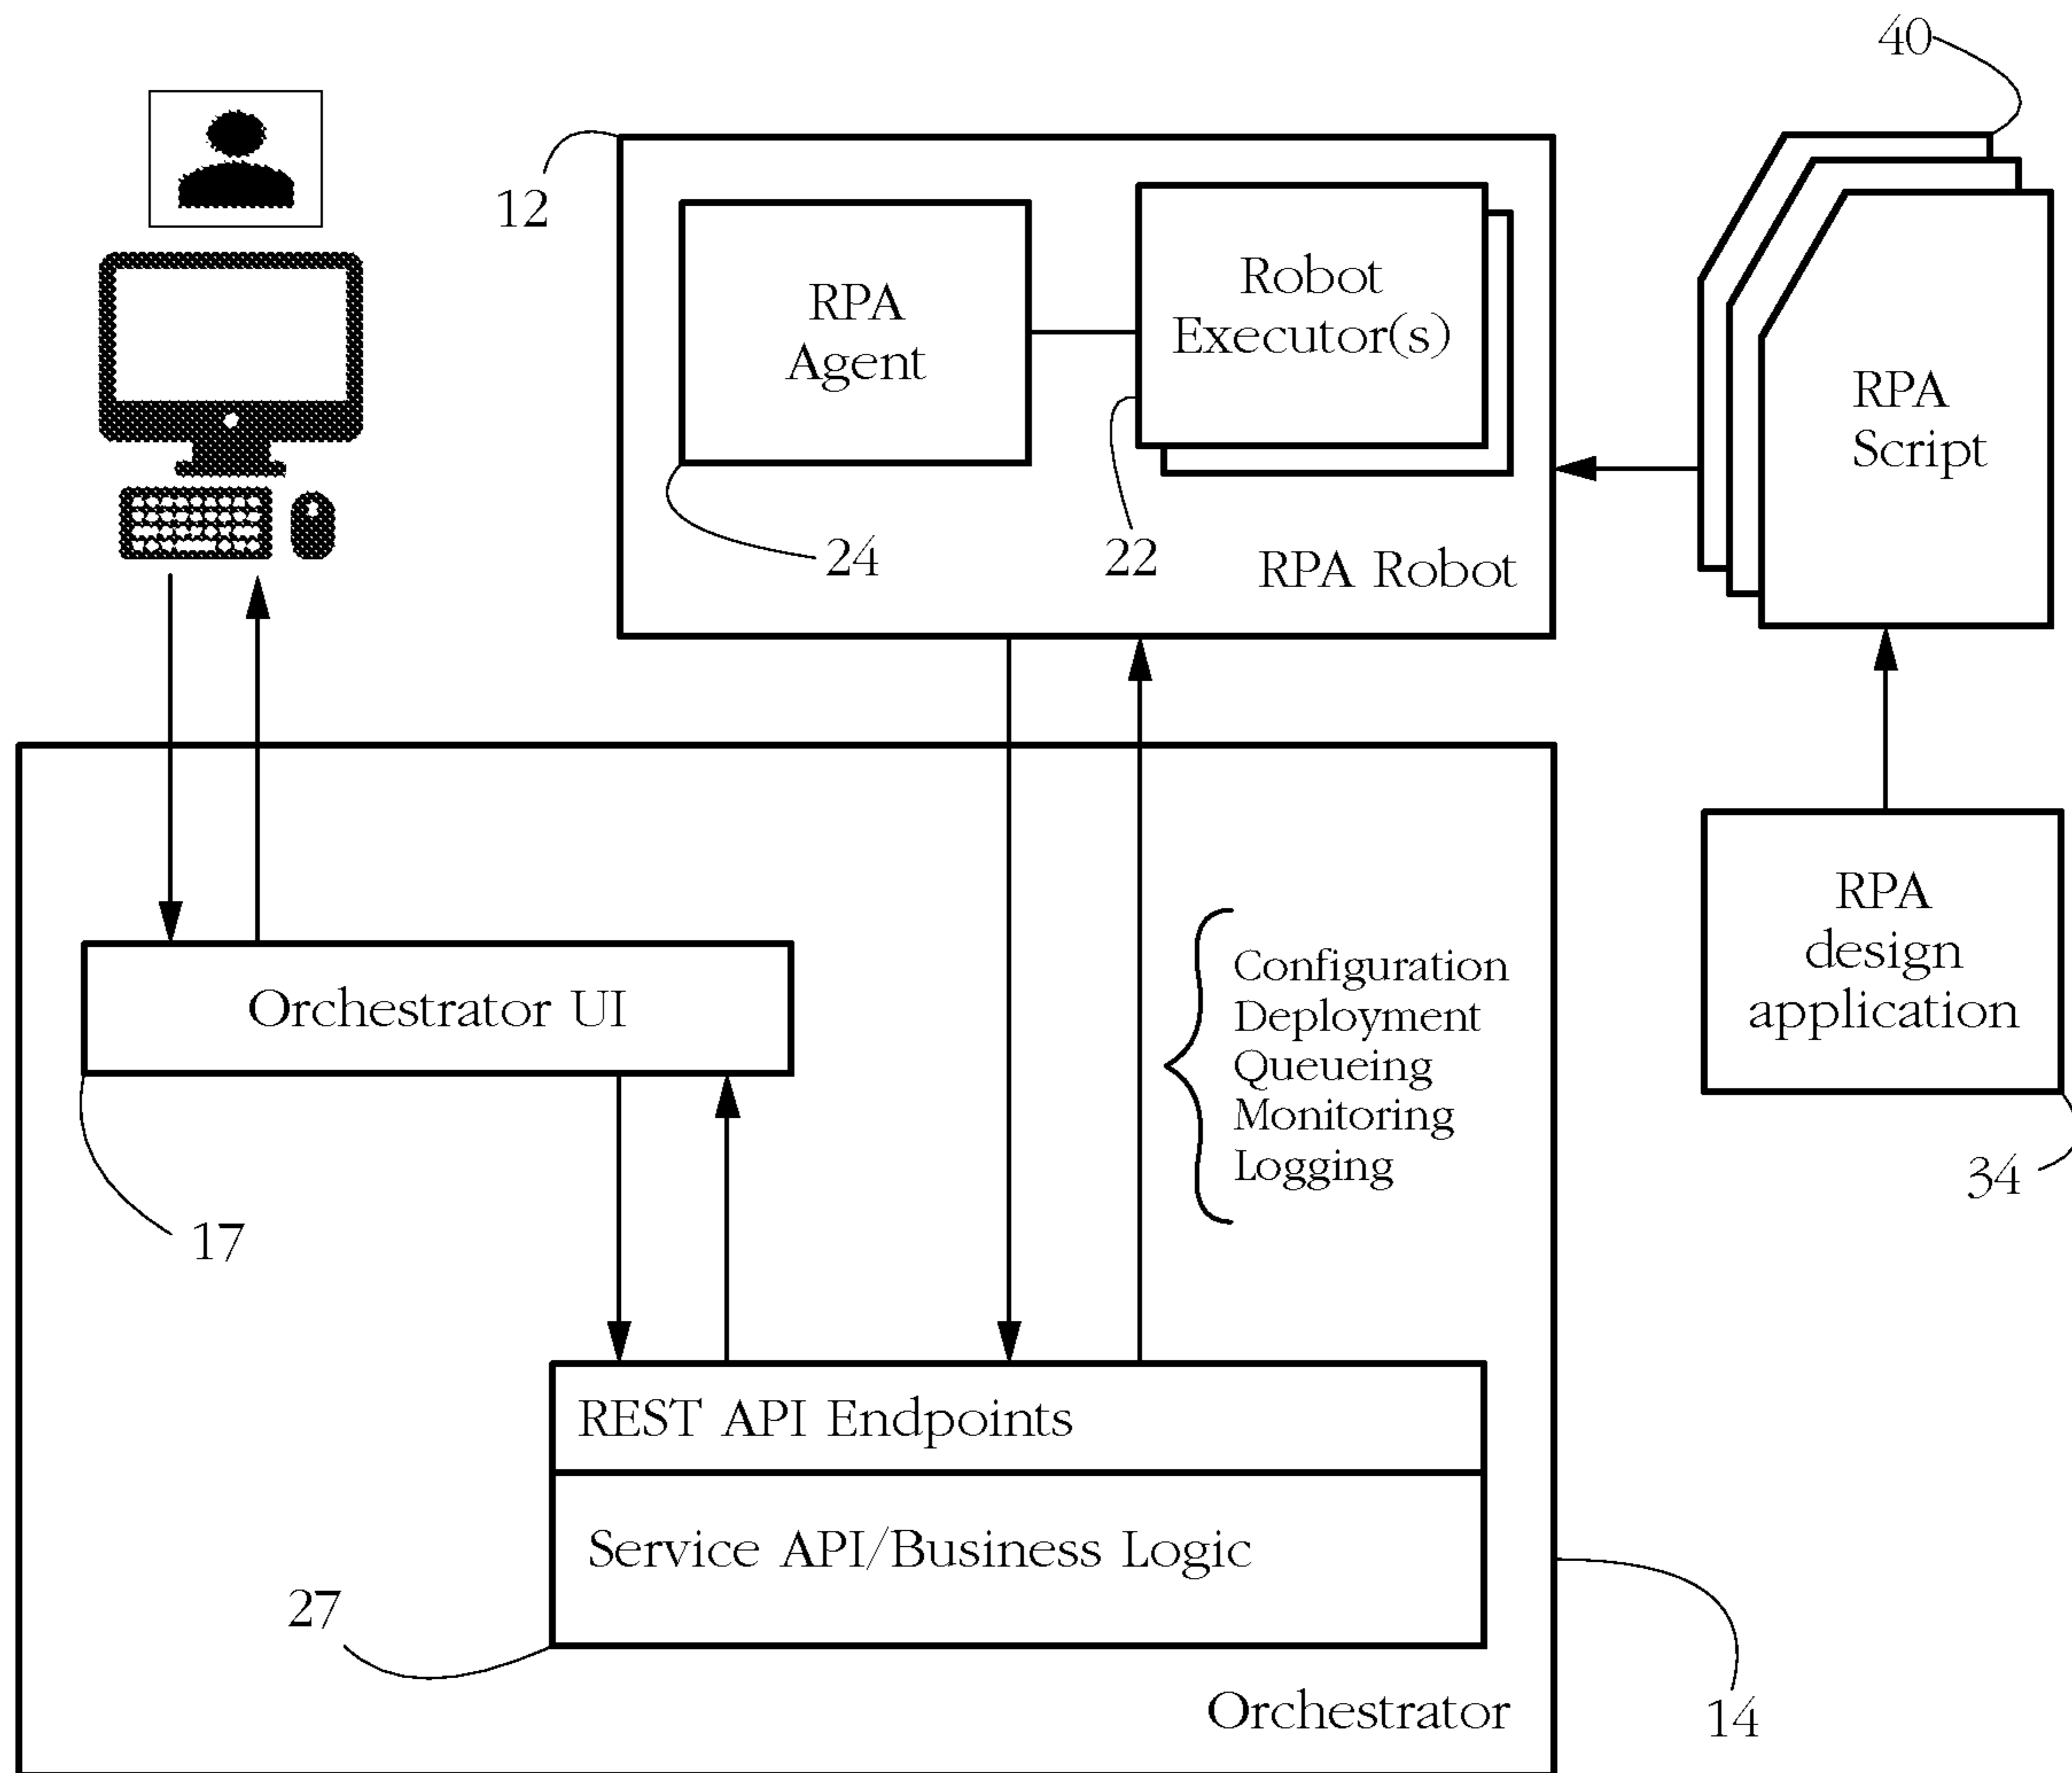 40
12
RPA
Agent
Robot
Executor(s)
RPA
Script
24
22
RPA Robot
RPA
design
application
Orchestrator UI
Configuration
Deployment
Queueing
Monitoring
Logging
34
17
REST API Endpoints
Service API/Business Logic
27
Orchestrator
14